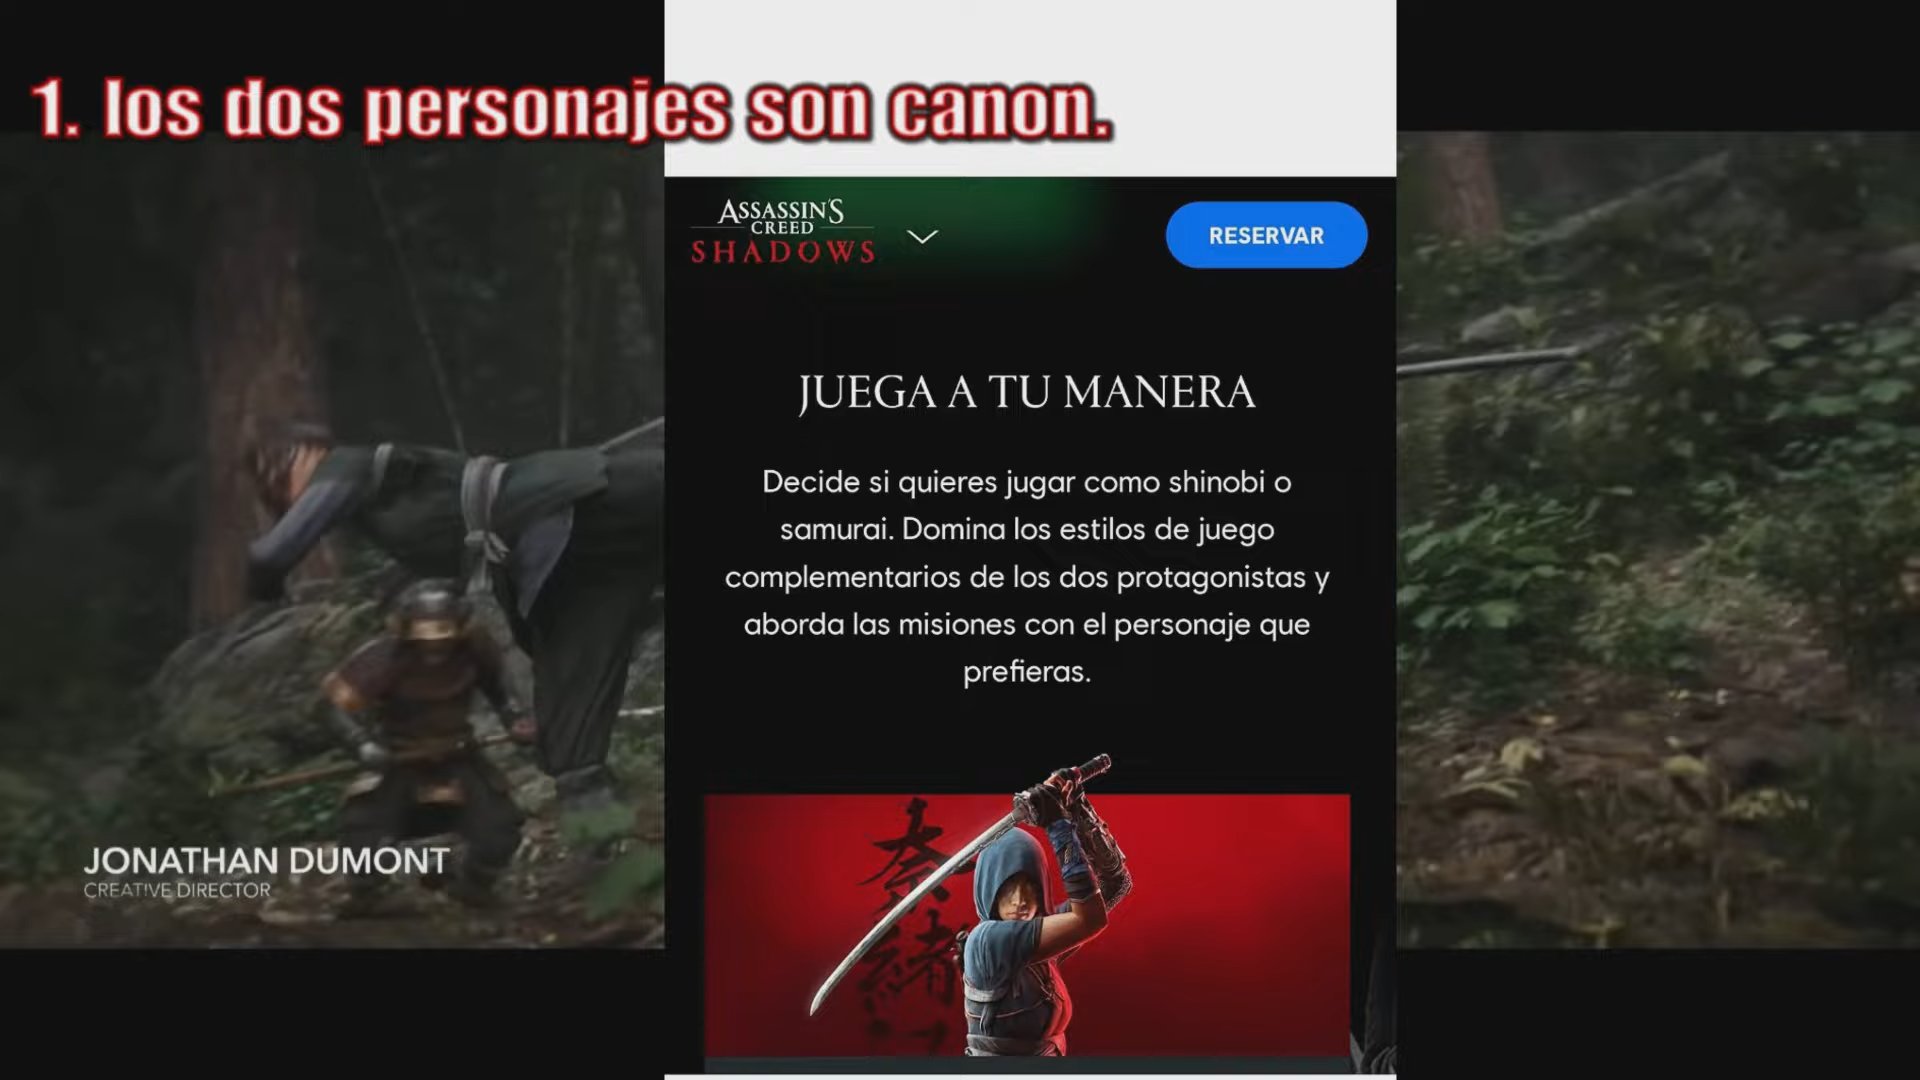 1. los dos personajes son canon.
ASSASSIN'S
CREED
SHADOWS
RESERVAR
JUEGA A TU MANERA
Decide si quieres jugar como shinobi o
samurai. Domina los estilos de juego
complementarios de los dos protagonistas y
aborda las misiones con el personaje que
prefieras.
奈
緒
JONATHAN DUMONT
CREATIVE DIRECTOR